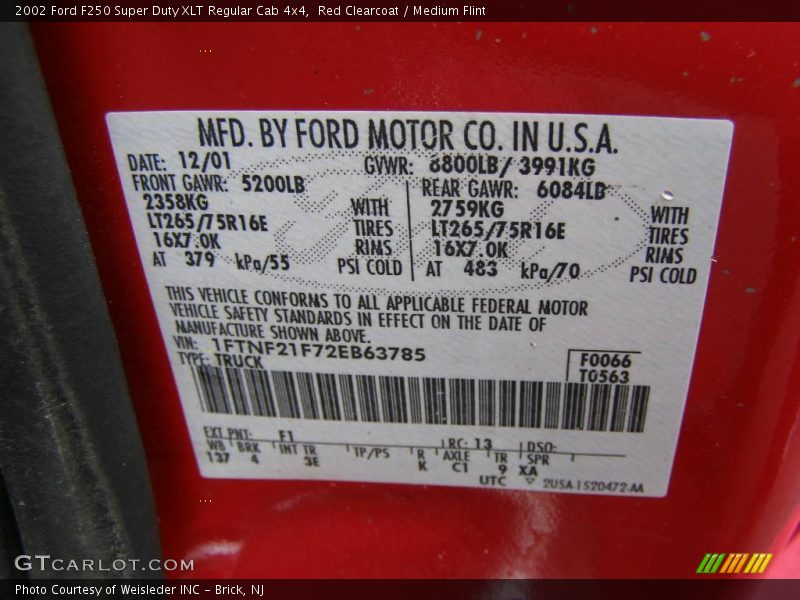 2002 Ford F250 Super Duty XLT Regular Cab 4x4,  Red Clearcoat / Medium Flint
MFD. BY FORD MOTOR CO. IN U.S.A.
DATE: 12/01 GVWR: 8800LB/ 3991KG
FRONT GAWR: 5200LB REAR GAWR: 6084LB
2358KG WITH 2759KG WITH
LT265/75R16E TIRES LT265/75R16E TIRES
16X7.0K RIMS 16X7.0K RIMS
AT 379 kPa/55 PSI COLD AT 483 kPa/70 PSI COLD
THIS VEHICLE CONFORMS TO ALL APPLICABLE FEDERAL MOTOR
VEHICLE SAFETY STANDARDS IN EFFECT ON THE DATE OF
MANUFACTURE SHOWN ABOVE.
VIN: 1FTNF21F72EB63785
TYPE: TRUCK
F0066
T0563
EXT PNT: F1 RC: 13 DSO:
WB BRK INT TR TP/PS R AXLE TR SPR
137 4 3E K C1 9 XA
UTC 2U5A-1520472-AA
GTCARLOT.COM
Photo Courtesy of Weisleder INC - Brick, NJ